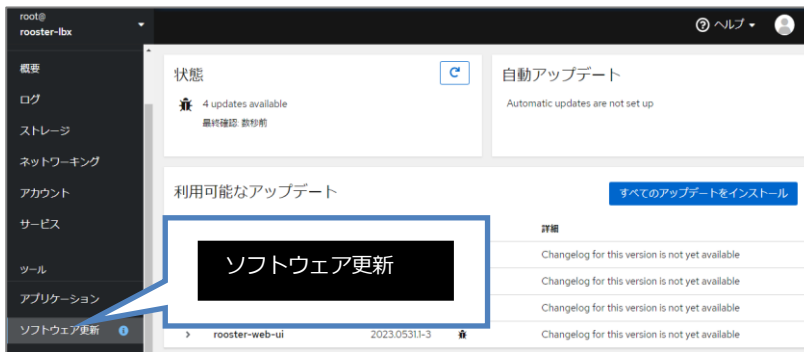 root@
rooster-lbx
ヘルプ
概要
ログ
ストレージ
ネットワーキング
アカウント
サービス
ツール
アプリケーション
ソフトウェア更新
状態
4 updates available
最終確認: 数秒前
自動アップデート
Automatic updates are not set up
利用可能なアップデート
すべてのアップデートをインストール
詳細
Changelog for this version is not yet available
Changelog for this version is not yet available
Changelog for this version is not yet available
rooster-web-ui 2023.0531.1-3 Changelog for this version is not yet available
ソフトウェア更新